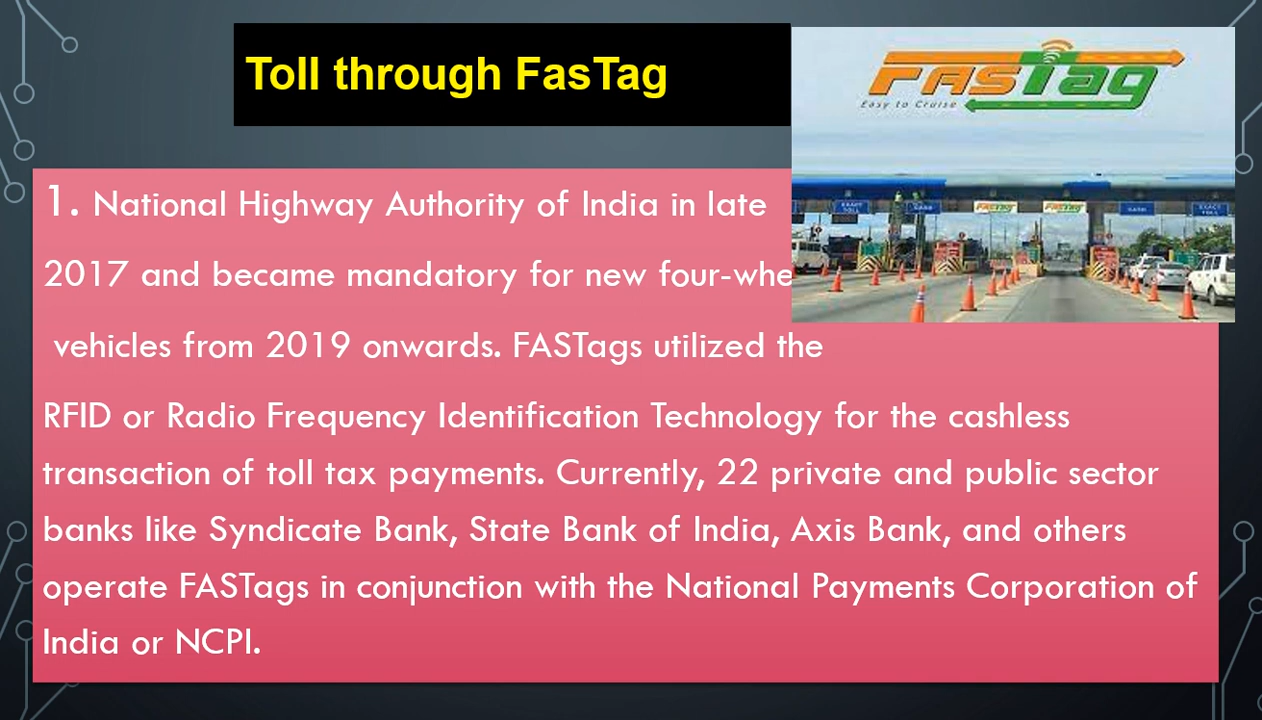 Toll through FasTag
FASTag
Easy to Cruise
1. National Highway Authority of India in late
2017 and became mandatory for new four-whe
vehicles from 2019 onwards. FASTags utilized the
RFID or Radio Frequency Identification Technology for the cashless
transaction of toll tax payments. Currently, 22 private and public sector
banks like Syndicate Bank, State Bank of India, Axis Bank, and others
operate FASTags in conjunction with the National Payments Corporation of
India or NCPI.